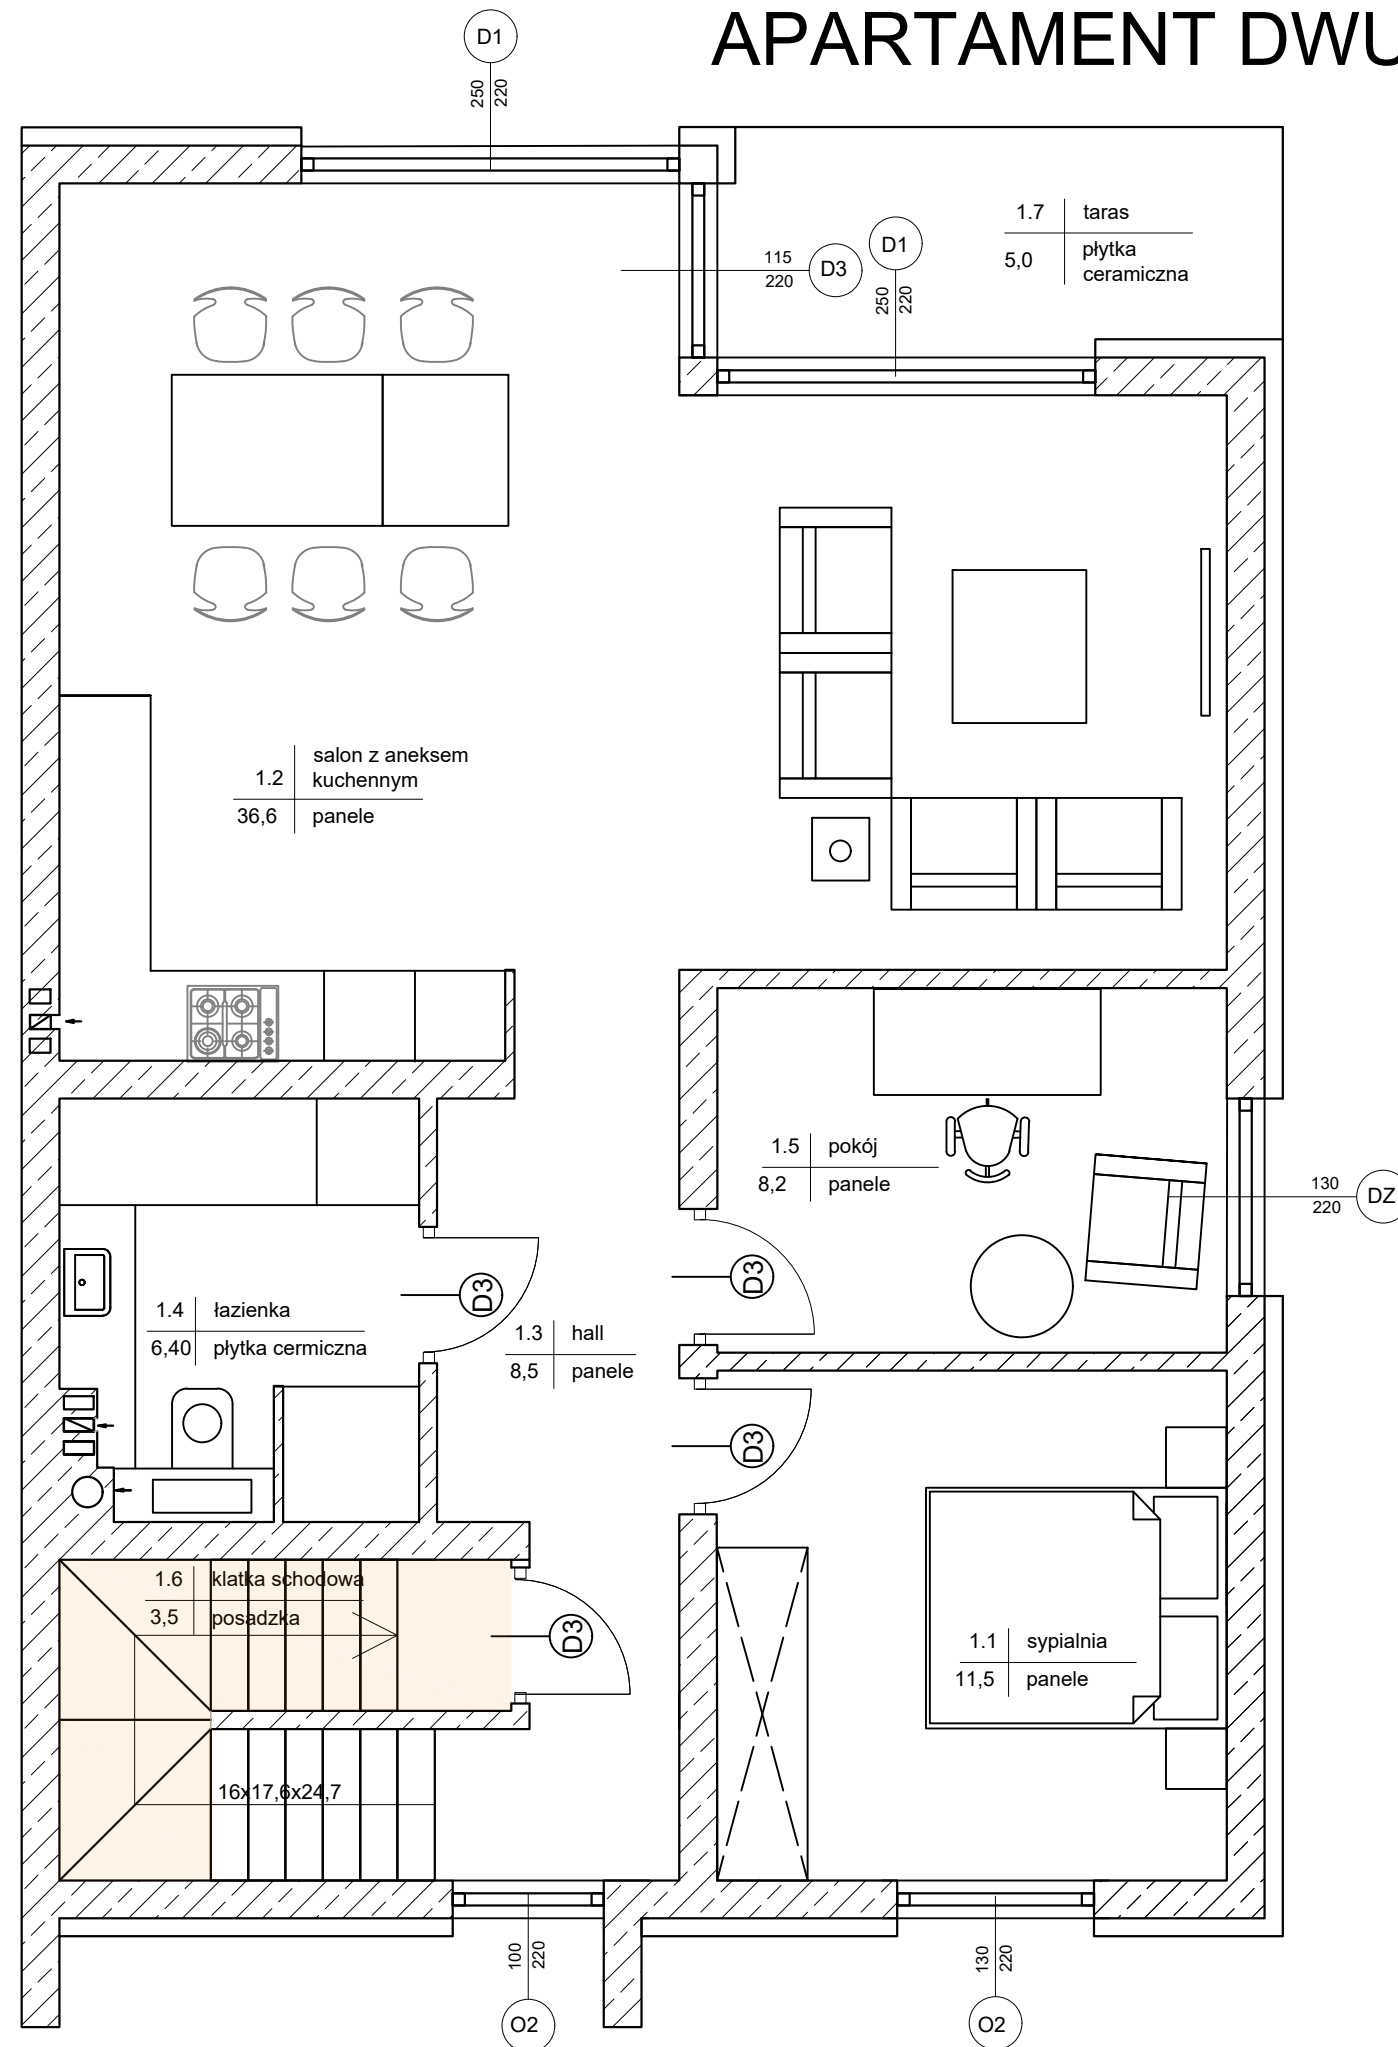 APARTAMENT DWU
D1
250
220
1.7 taras
5,0 płytka
ceramiczna
115
220
D3
D1
250
220
salon z aneksem
1.2 kuchennym
36,6 panele
1.5 pokój
8,2 panele
130
220
DZ
D3
D3
1.4 łazienka
6,40 płytka cermiczna
1.3 hall
8,5 panele
D3
1.6 klatka schodowa
3,5 posadzka
D3
1.1 sypialnia
11,5 panele
16x17,6x24,7
100
220
O2
130
220
O2